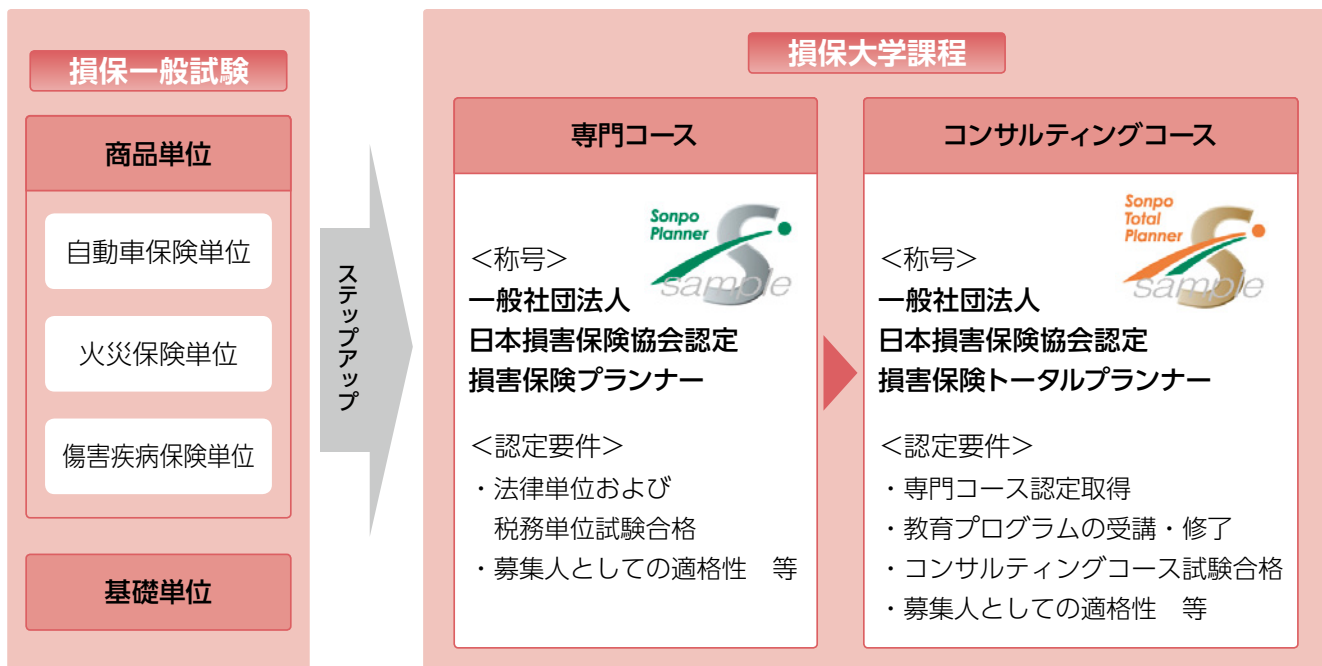 損保一般試験
商品単位
自動車保険単位
火災保険単位
傷害疾病保険単位
基礎単位
ステップアップ
損保大学課程
専門コース
Sonpo
Planner
sample
<称号>
一般社団法人
日本損害保険協会認定
損害保険プランナー
<認定要件>
・法律単位および
税務単位試験合格
・募集人としての適格性 等
コンサルティングコース
Sonpo
Total
Planner
sample
<称号>
一般社団法人
日本損害保険協会認定
損害保険トータルプランナー
<認定要件>
・専門コース認定取得
・教育プログラムの受講・修了
・コンサルティングコース試験合格
・募集人としての適格性 等